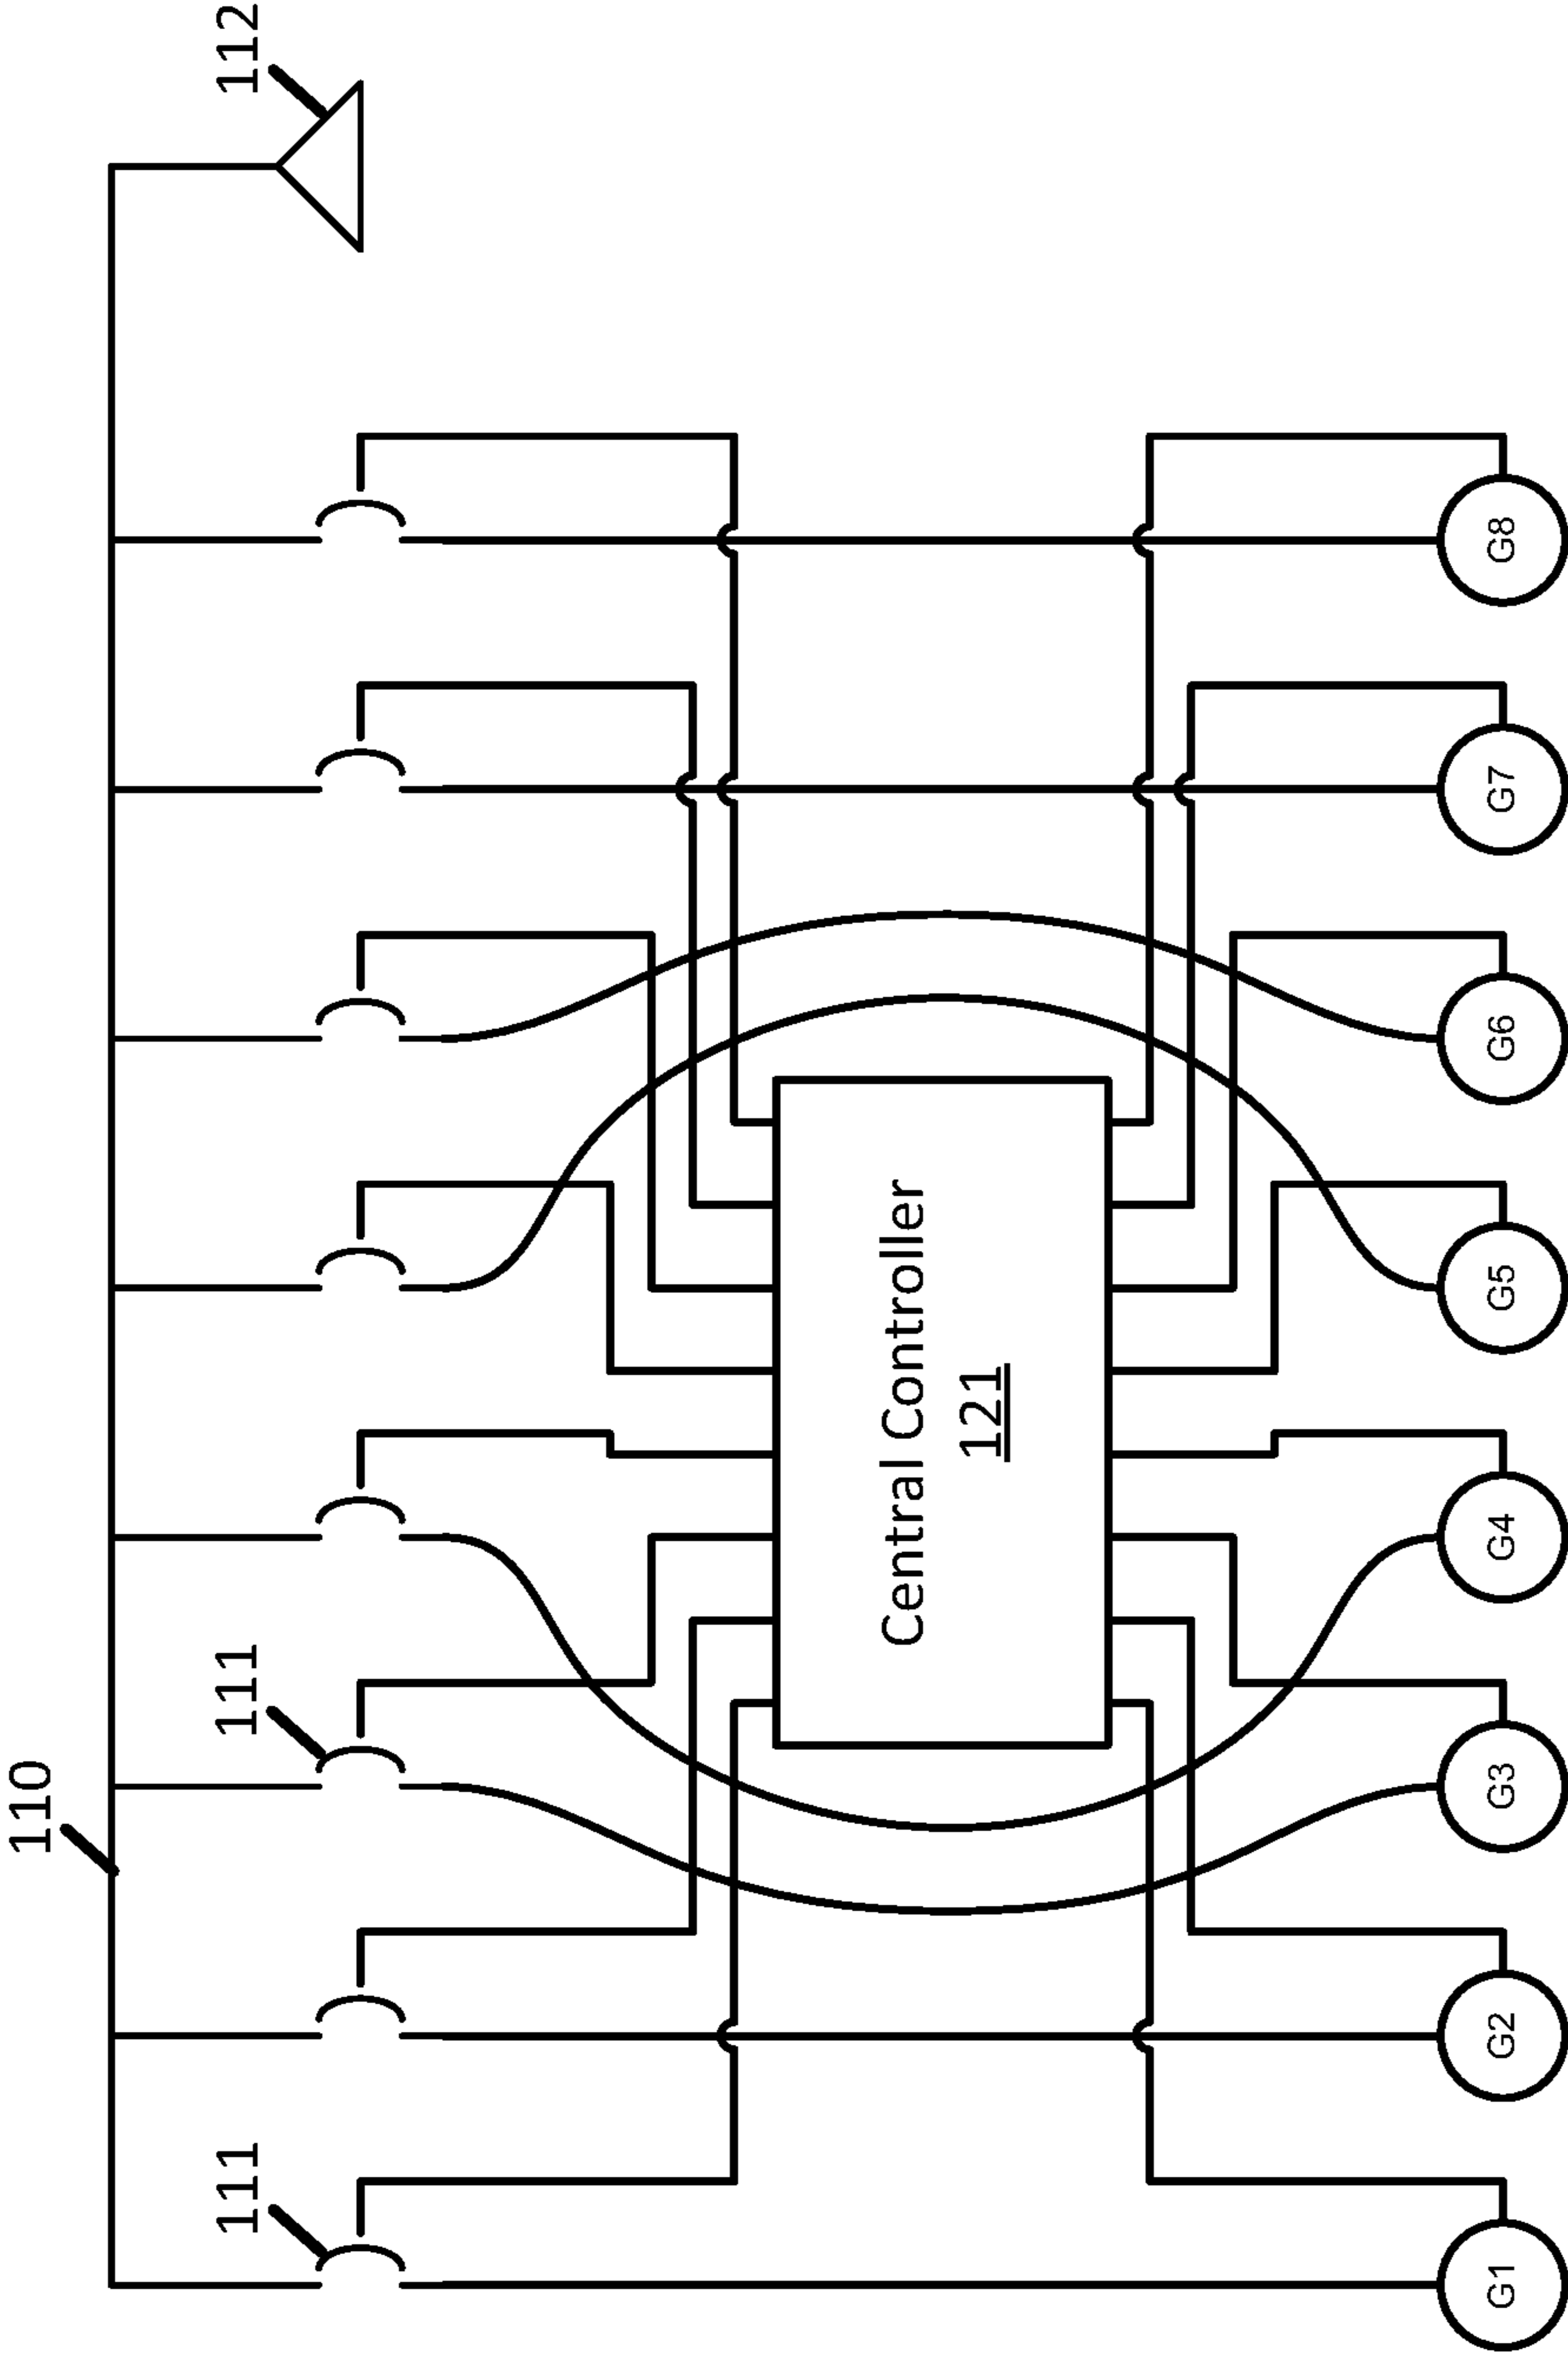 110
111
111
112
Central Controller
121
G1
G2
G3
G4
G5
G6
G7
G8